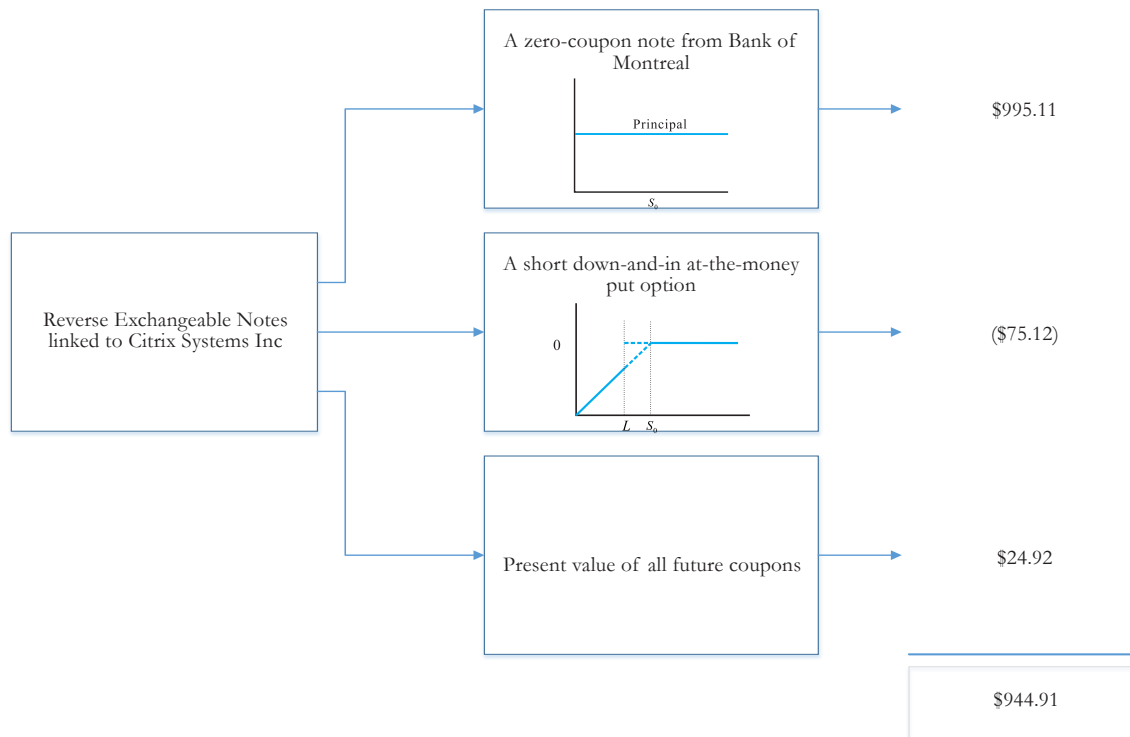 A zero-coupon note from Bank of
Montreal
Principal
S₀
$995.11
Reverse Exchangeable Notes
linked to Citrix Systems Inc
A short down-and-in at-the-money
put option
0
L S₀
($75.12)
Present value of all future coupons
$24.92
$944.91